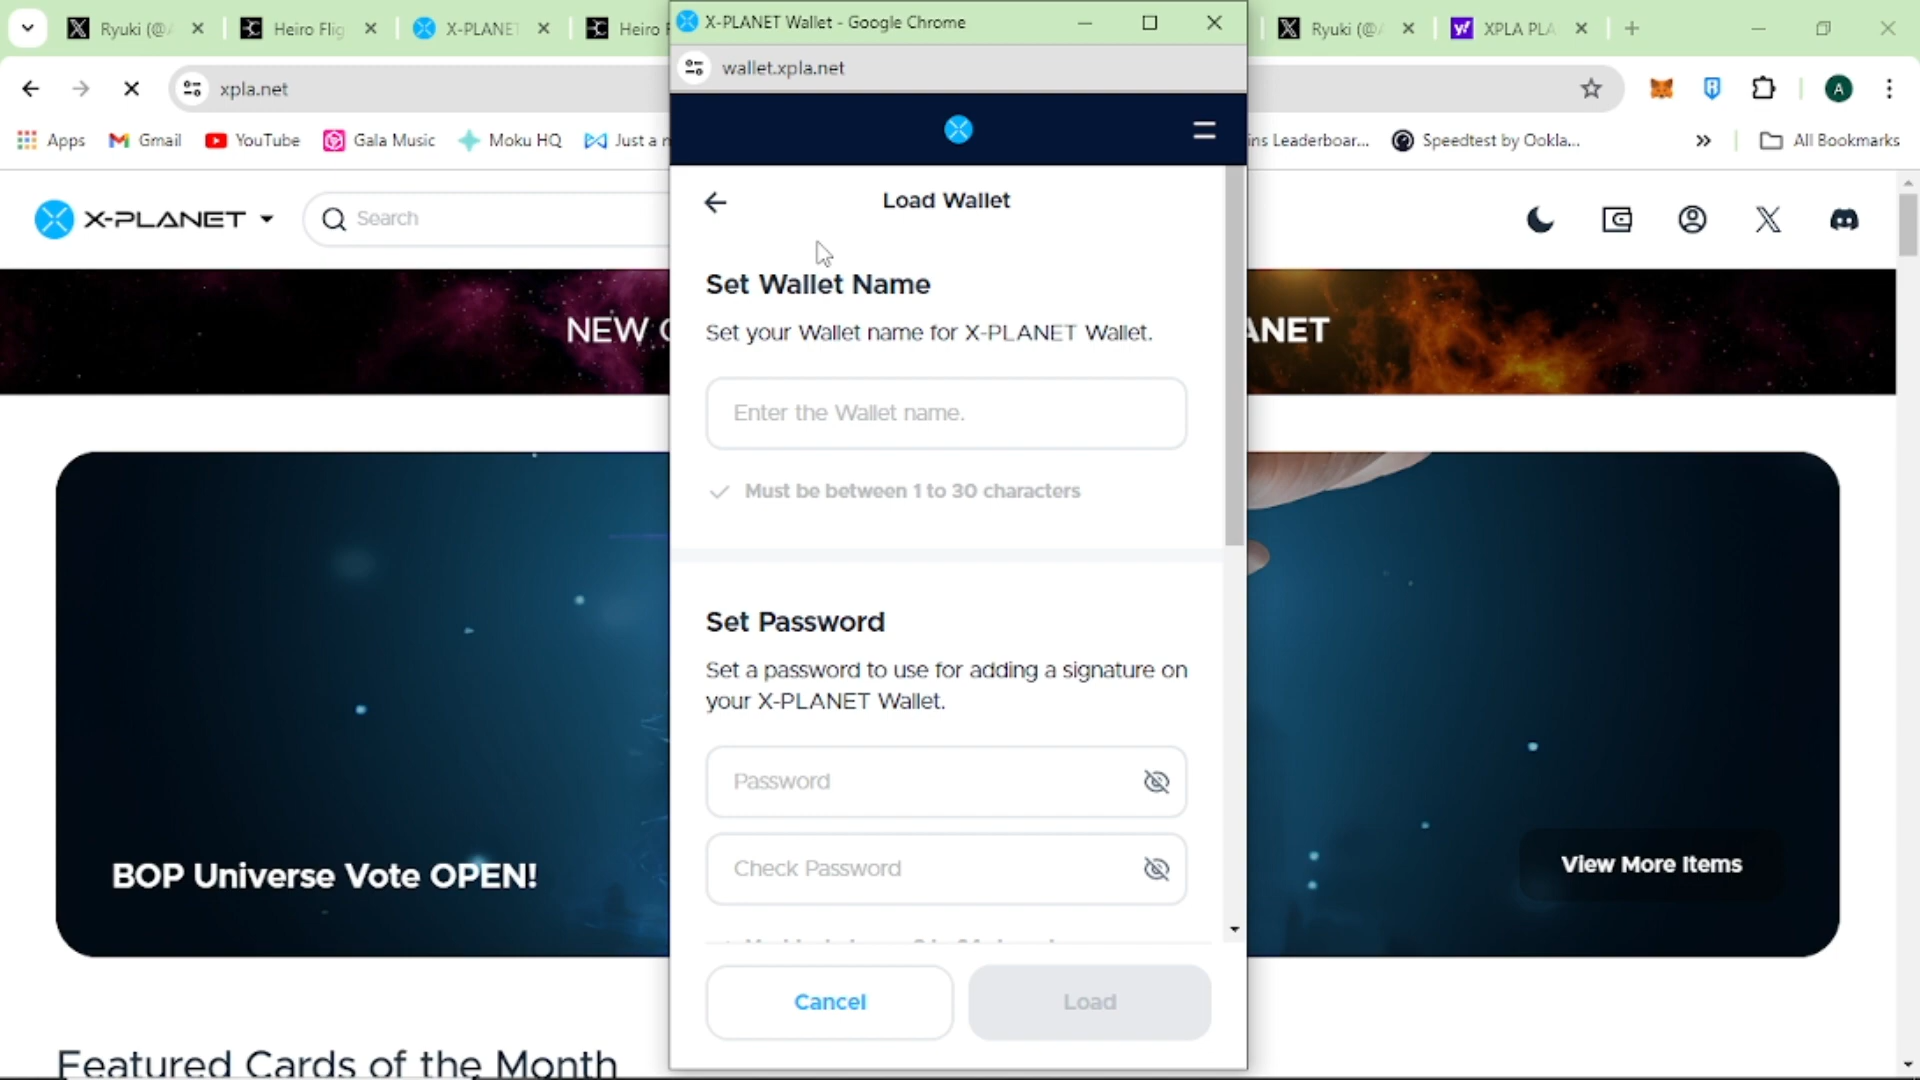 Ryuki (@
Heiro Flig
X-PLANET
Heiro
X-PLANET Wallet - Google Chrome
Ryuki (@
XPLA PLA
xpla.net
wallet.xpla.net
Apps
Gmail
YouTube
Gala Music
Moku HQ
Just a
ins Leaderboar...
Speedtest by Ookla...
All Bookmarks
A
X-PLANET
Search
NEW
ANET
Load Wallet
Set Wallet Name
Set your Wallet name for X-PLANET Wallet.
Enter the Wallet name.
Must be between 1 to 30 characters
Set Password
Set a password to use for adding a signature on
your X-PLANET Wallet.
Password
Check Password
Cancel
Load
BOP Universe Vote OPEN!
View More Items
Featured Cards of the Month